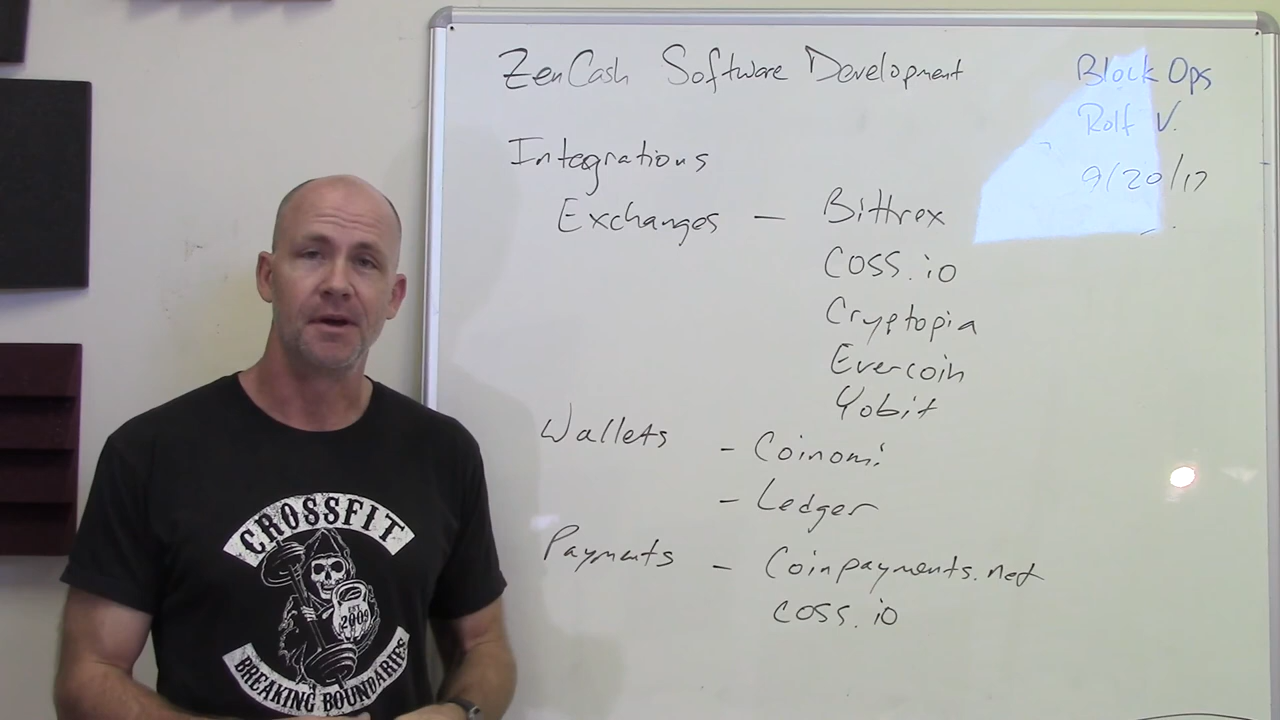 ZenCash Software Development
Block Ops
Rolf V.
9/20/17
Integrations
Exchanges — Bittrex
COSS.io
Cryptopia
Evercoin
Yobit
Wallets - Coinomi
- Ledger
Payments - Coinpayments.net
COSS.io
CROSSFIT
EST.
2009
BREAKING BOUNDARIES